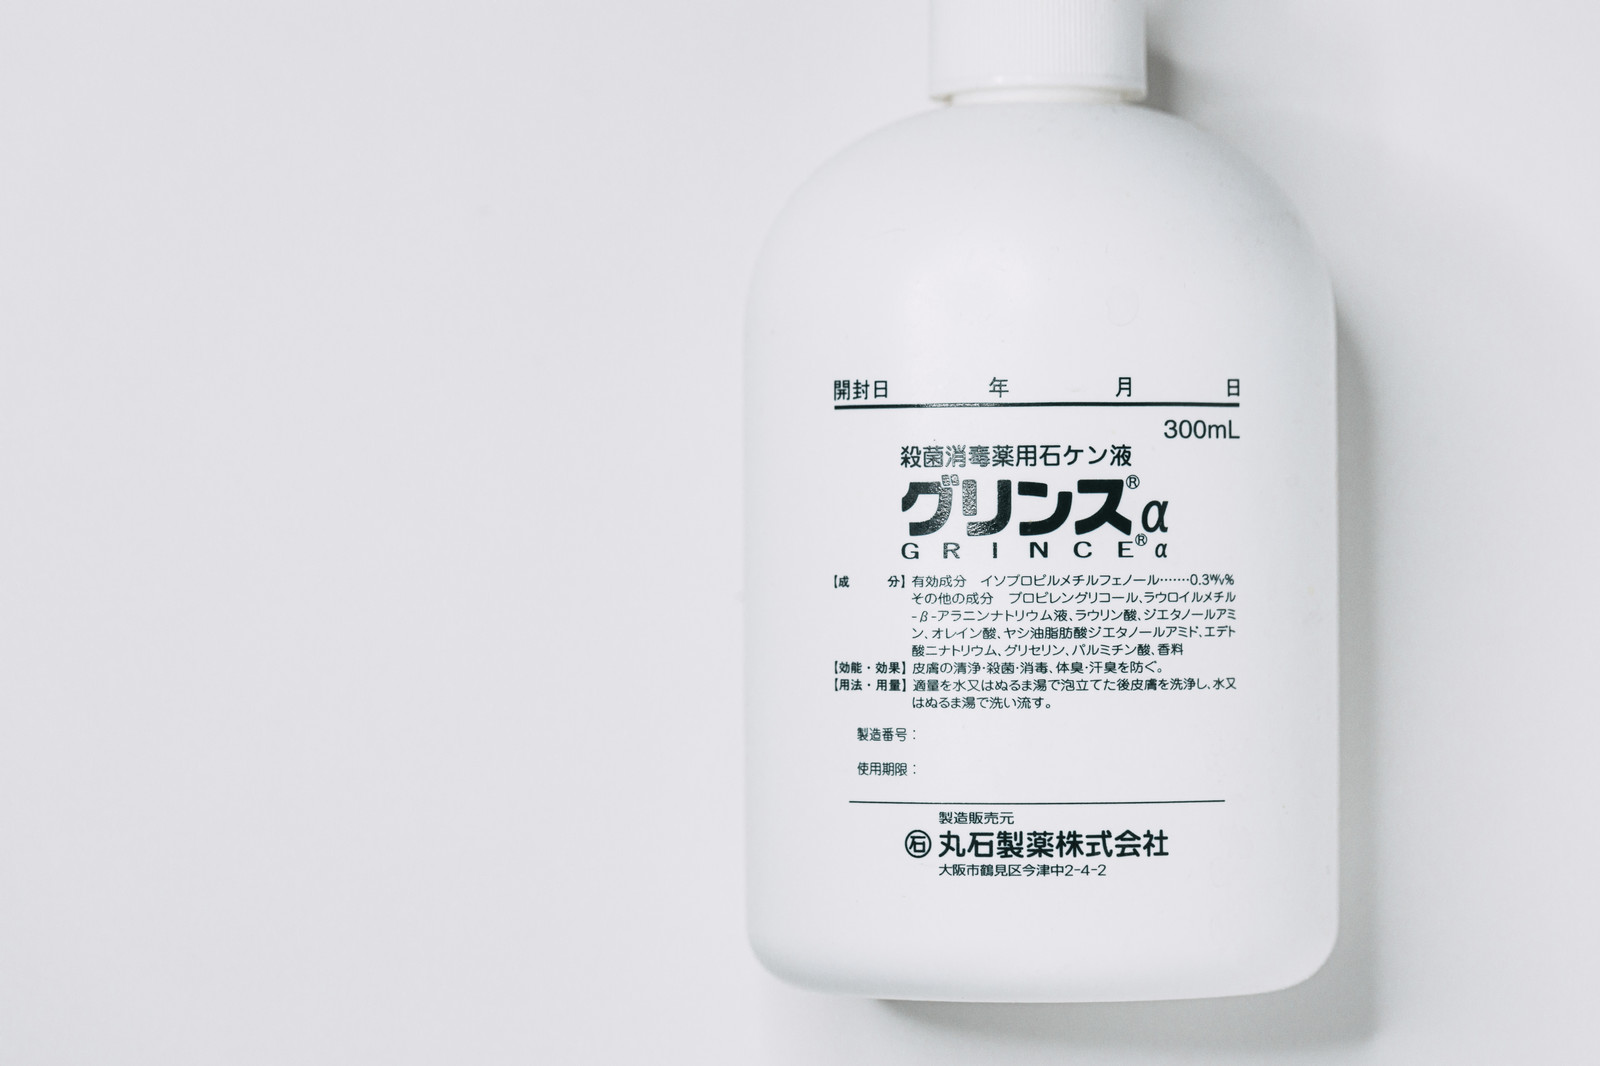 開封日 年 月 日
300mL
殺菌消毒薬用石ケン液
グリンス®α
GRINCE®α
【成 分】有効成分 イソプロピルメチルフェノール……0.3W/V%
その他の成分 プロピレングリコール、ラウロイルメチル
-β-アラニンナトリウム液、ラウリン酸、ジエタノールアミ
ン、オレイン酸、ヤシ油脂肪酸ジエタノールアミド、エデト
酸ニナトリウム、グリセリン、パルミチン酸、香料
【効能・効果】皮膚の清浄・殺菌・消毒、体臭・汗臭を防ぐ。
【用法・用量】適量を水又はぬるま湯で泡立てた後皮膚を洗浄し、水又
はぬるま湯で洗い流す。
製造番号：
使用期限：
製造販売元
石 丸石製薬株式会社
大阪市鶴見区今津中2-4-2